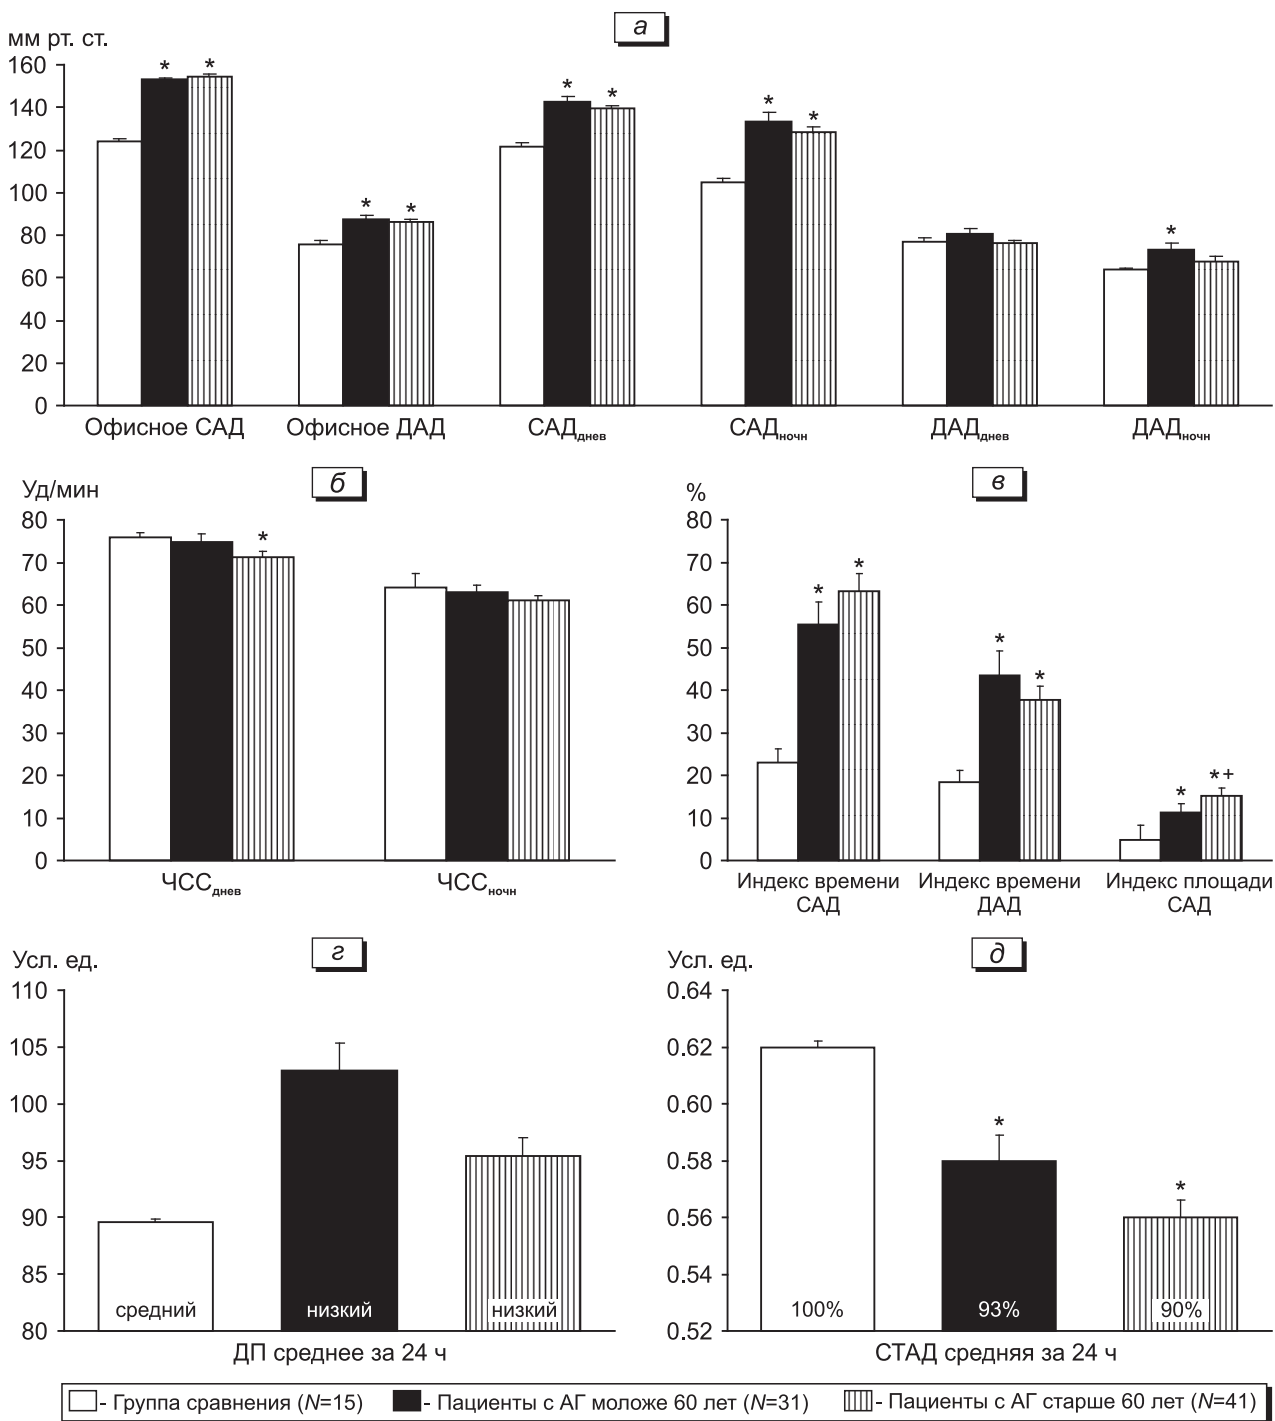 а
мм рт. ст.
160
140
120
100
80
60
40
20
0
* * * * * * * * *
Офисное САД Офисное ДАД САДднев САДночн ДАДднев ДАДночн
б
Уд/мин
80
70
60
50
40
30
20
10
0
*
ЧССднев ЧССночн
в
%
80
70
60
50
40
30
20
10
0
* * * * * *+
Индекс времени Индекс времени Индекс площади
САД ДАД САД
г
Усл. ед.
110
105
100
95
90
85
80
средний низкий низкий
ДП среднее за 24 ч
д
Усл. ед.
0.64
0.62
0.60
0.58
0.56
0.54
0.52
* *
100% 93% 90%
СТАД средняя за 24 ч
- Группа сравнения (N=15) - Пациенты с АГ моложе 60 лет (N=31) - Пациенты с АГ старше 60 лет (N=41)